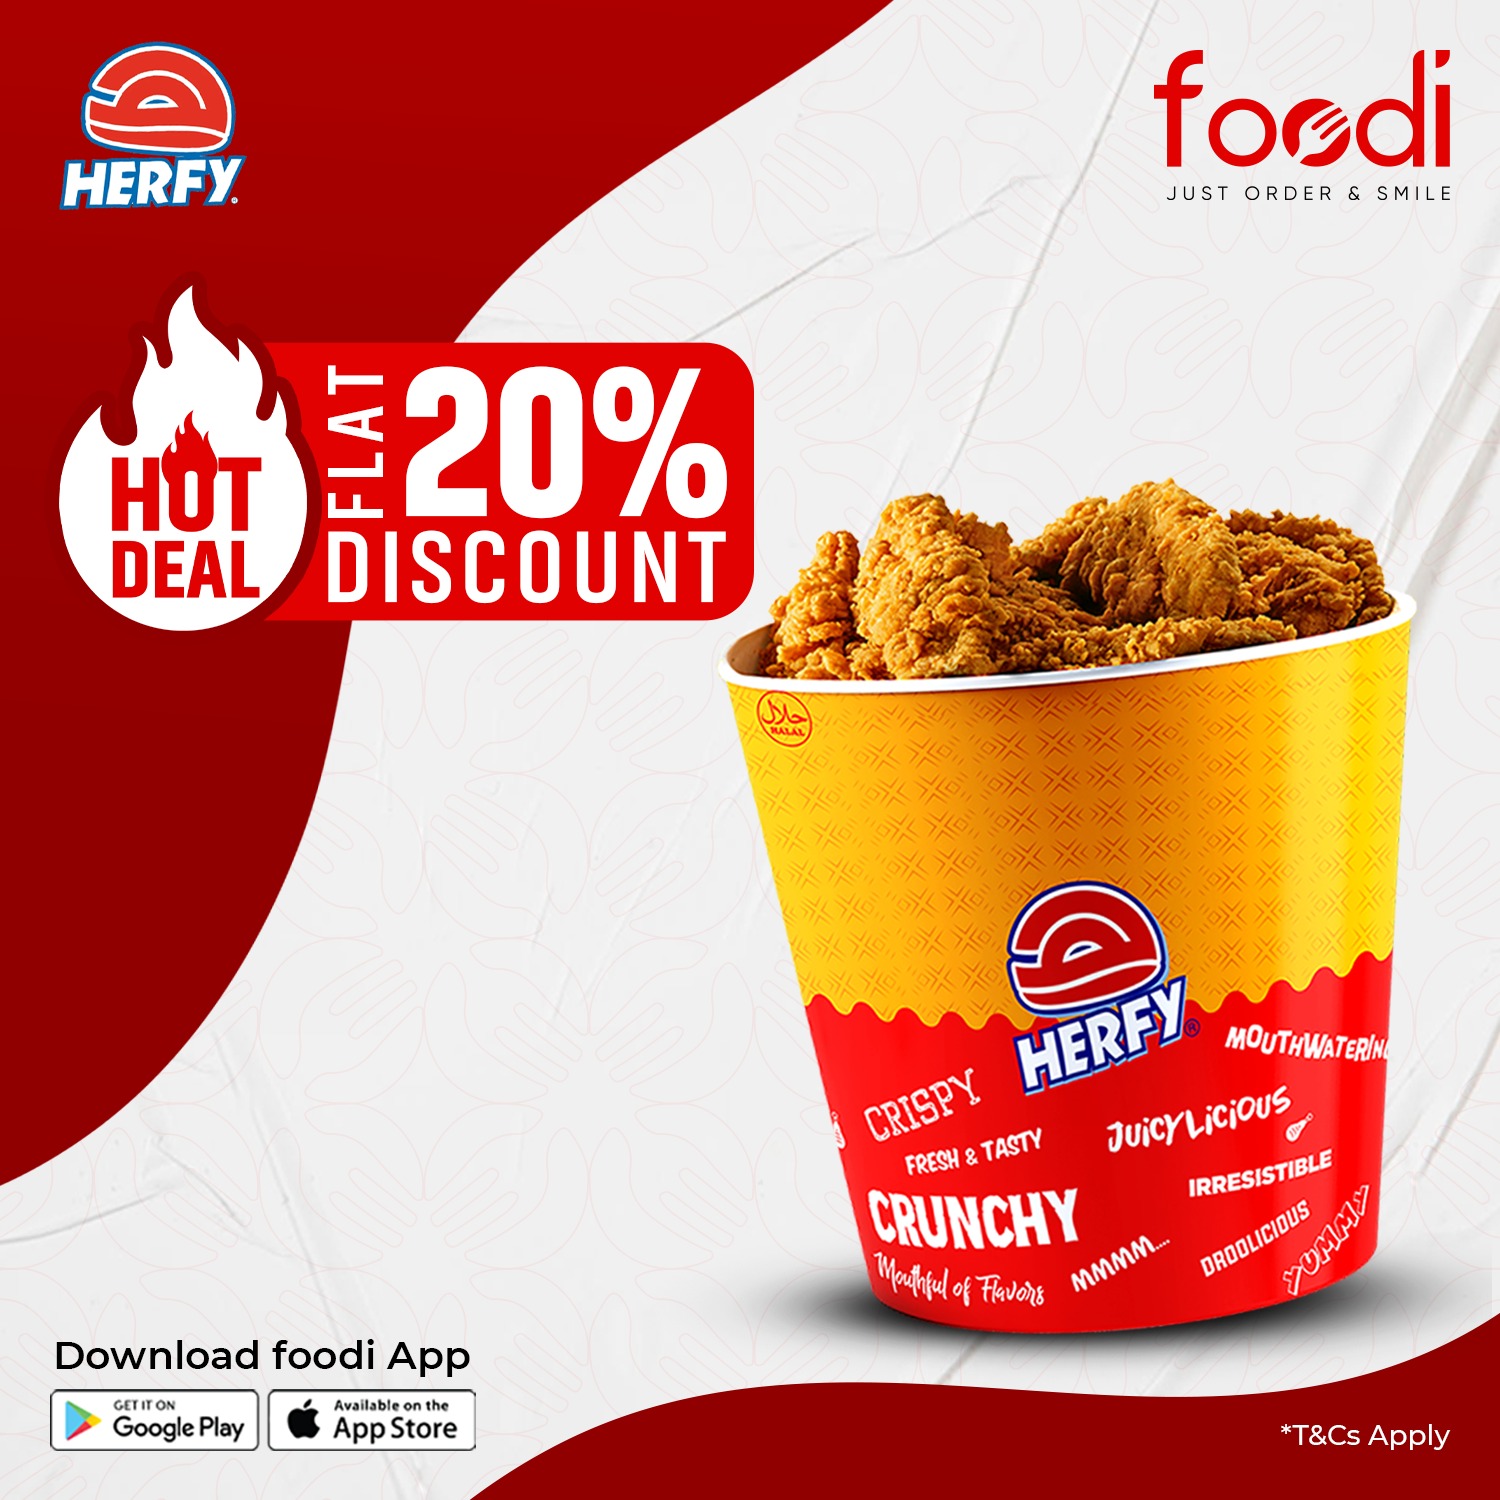 HERFY
foodi
JUST ORDER & SMILE
HOT
DEAL
FLAT
20%
DISCOUNT
حلال
HALAL
HERFY®
MOUTHWATERING
CRISPY
JUICYLICIOUS
FRESH & TASTY
IRRESISTIBLE
CRUNCHY
DROOLICIOUS
YUMMY
MMMM....
Mouthful of Flavors
Download foodi App
GET IT ON
Google Play
Available on the
App Store
*T&Cs Apply